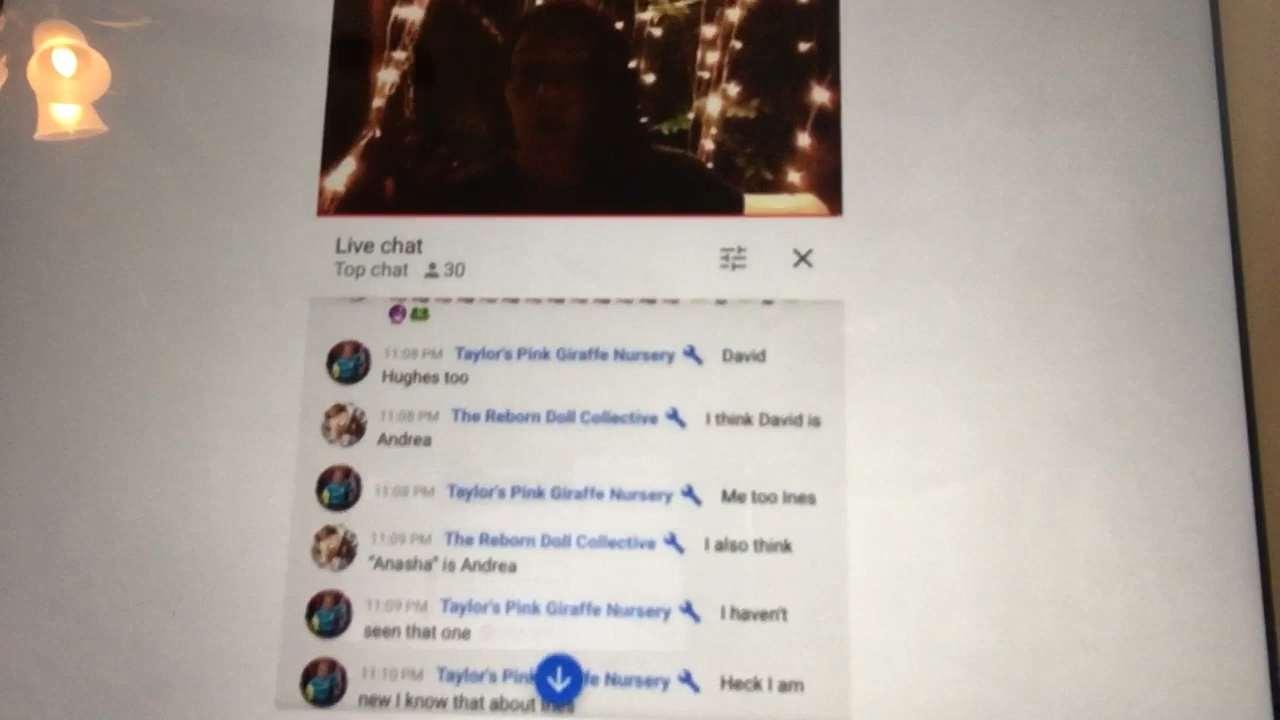 Live chat
Top chat 30
11:08 PM Taylor's Pink Giraffe Nursery David
Hughes too
11:08 PM The Reborn Doll Collective I think David is
Andrea
11:08 PM Taylor's Pink Giraffe Nursery Me too Ines
11:09 PM The Reborn Doll Collective I also think
"Anasha" is Andrea
11:09 PM Taylor's Pink Giraffe Nursery I haven't
seen that one
11:10 PM Taylor's Pink Nursery Heck I am
new I know that about